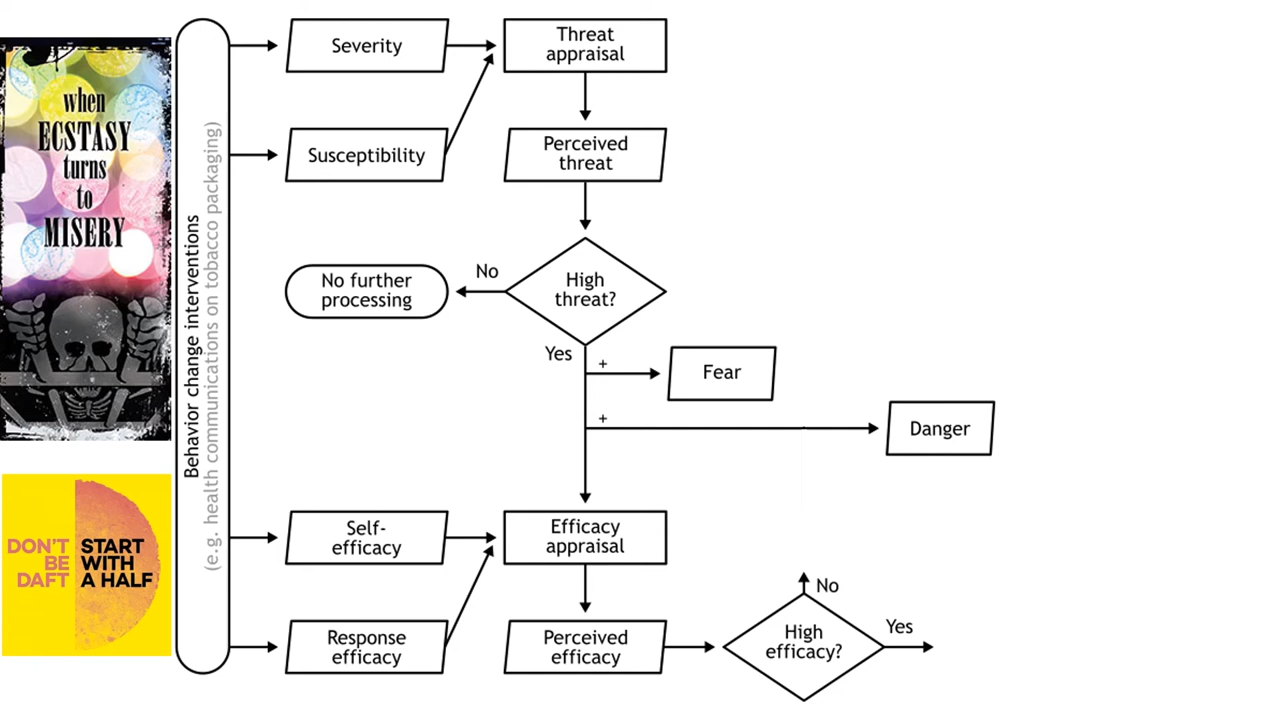 when
ECSTASY
turns
to
MISERY
DON'T
BE
DAFT
START
WITH
A HALF
Behavior change interventions
(e.g. health communications on tobacco packaging)
Severity
Threat
appraisal
Susceptibility
Perceived
threat
No further
processing
No
High
threat?
Yes
+
Fear
+
Danger
Self-
efficacy
Efficacy
appraisal
Response
efficacy
Perceived
efficacy
High
efficacy?
No
Yes